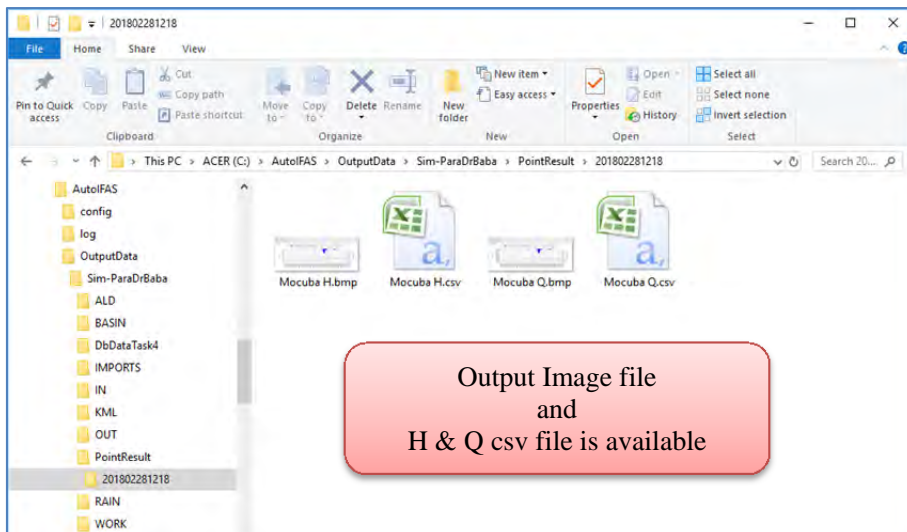 201802281218
File Home Share View
Pin to Quick access
Copy
Paste
Cut
Copy path
Paste shortcut
Clipboard
Move to
Copy to
Delete
Rename
Organize
New folder
New item
Easy access
New
Properties
Open
Edit
History
Open
Select all
Select none
Invert selection
Select
This PC > ACER (C:) > AutoIFAS > OutputData > Sim-ParaDrBaba > PointResult > 201802281218
Search 20...
AutoIFAS
config
log
OutputData
Sim-ParaDrBaba
ALD
BASIN
DbDataTask4
IMPORTS
IN
KML
OUT
PointResult
201802281218
RAIN
WORK
a,
a,
Mocuba H.bmp
Mocuba H.csv
Mocuba Q.bmp
Mocuba Q.csv
Output Image file
and
H & Q csv file is available